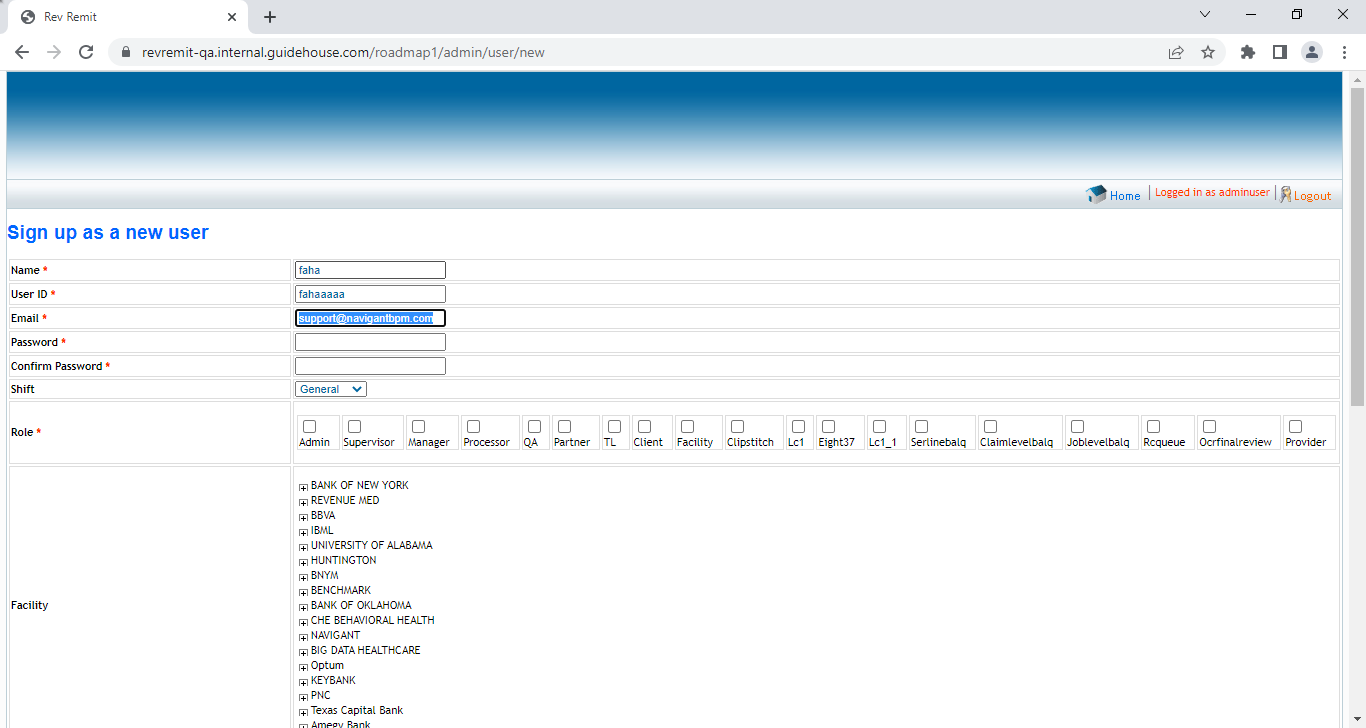 Rev Remit
revremit-qa.internal.guidehouse.com/roadmap1/admin/user/new
Home Logged in as adminuser Logout
Sign up as a new user
Name * faha
User ID * fahaaaaa
Email * support@navigantbpm.com
Password *
Confirm Password *
Shift General
Role *
Admin Supervisor Manager Processor QA Partner TL Client Facility Clipstitch Lc1 Eight37 Lc1_1 Serlinebalq Claimlevelbalq Joblevelbalq Rcqueue Ocrfinalreview Provider
BANK OF NEW YORK
REVENUE MED
BBVA
IBML
UNIVERSITY OF ALABAMA
HUNTINGTON
BNYM
BENCHMARK
Facility
BANK OF OKLAHOMA
CHE BEHAVIORAL HEALTH
NAVIGANT
BIG DATA HEALTHCARE
Optum
KEYBANK
PNC
Texas Capital Bank
Amegy Bank